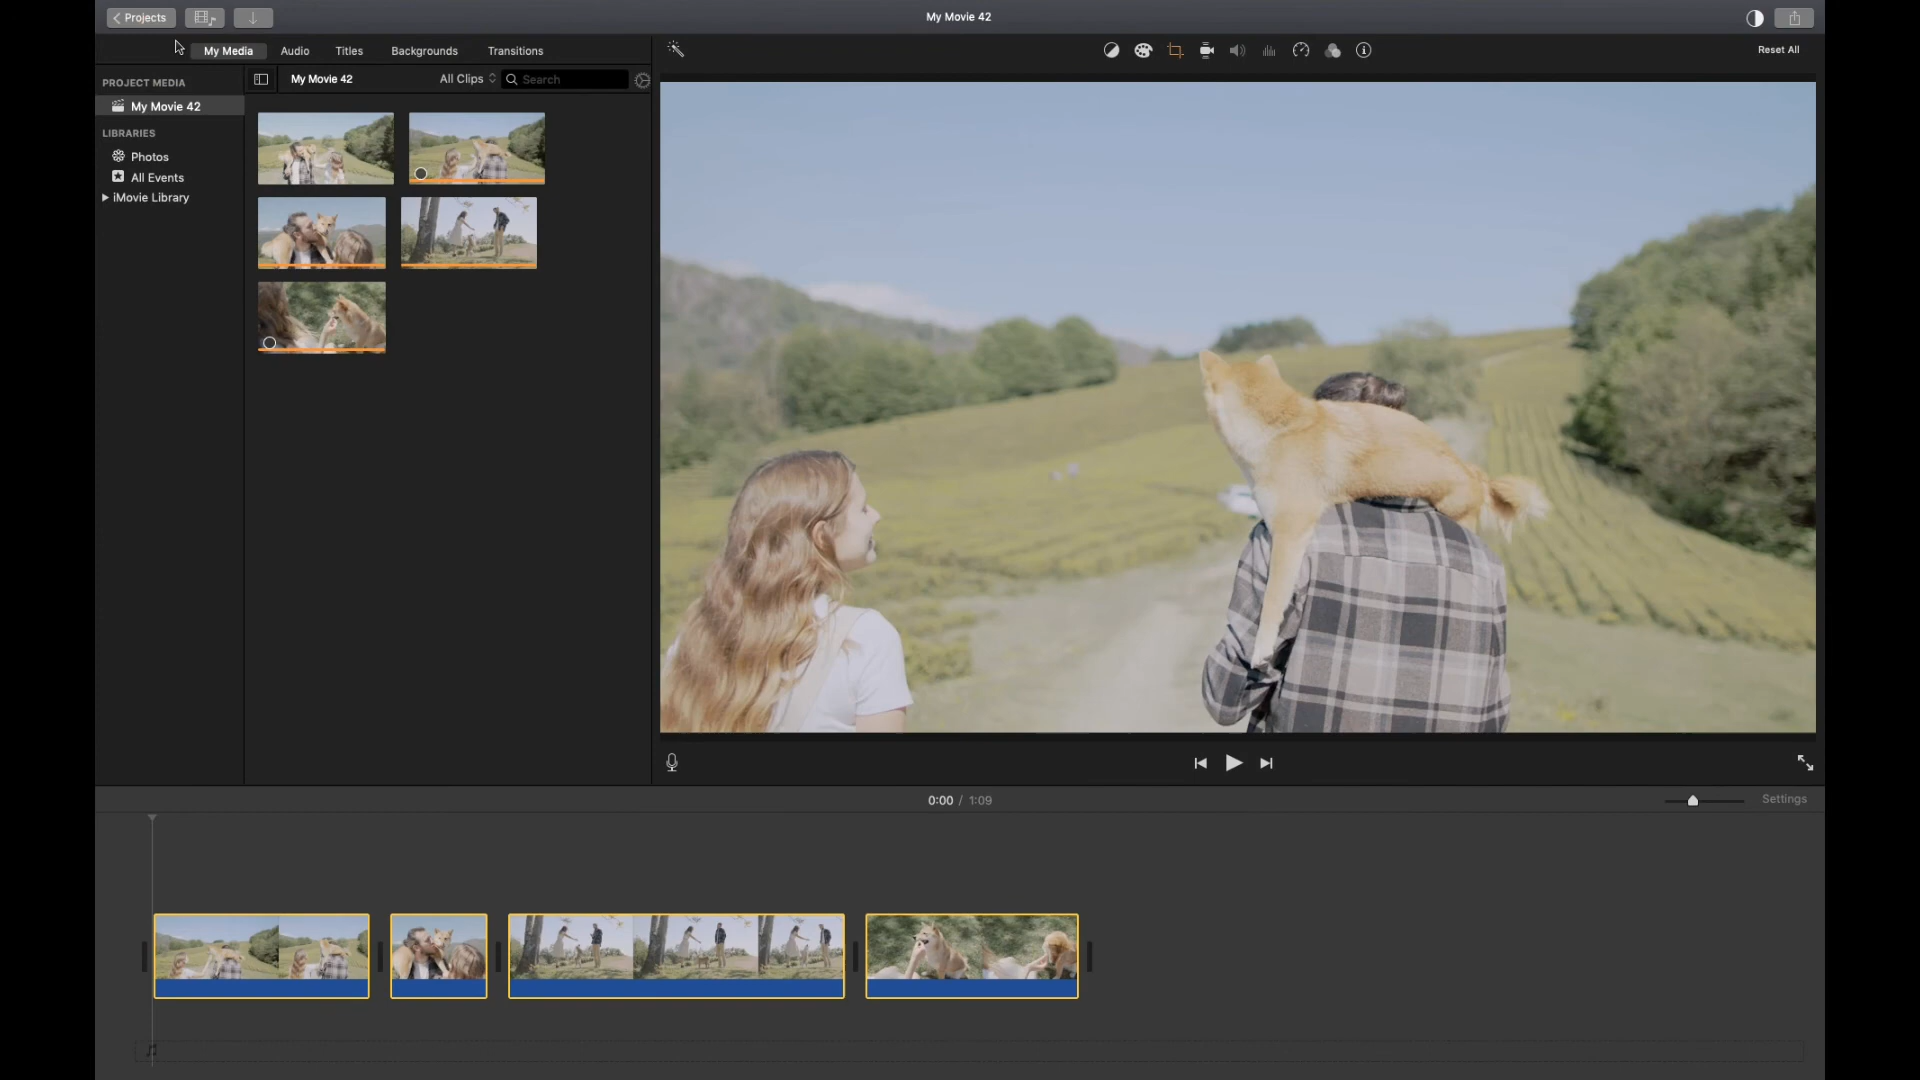 Projects
My Movie 42
My Media
Audio
Titles
Backgrounds
Transitions
Reset All
PROJECT MEDIA
My Movie 42
All Clips
Search
My Movie 42
LIBRARIES
Photos
All Events
iMovie Library
0:00 / 1:09
Settings